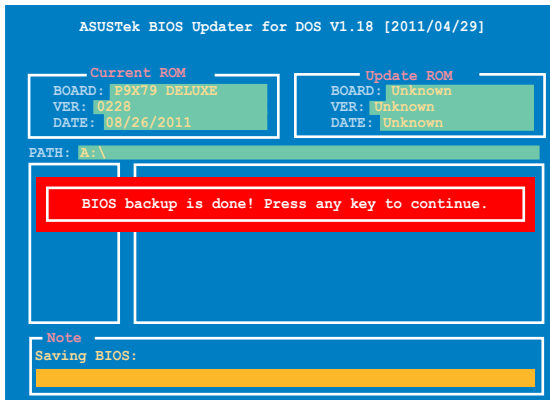 ASUSTek BIOS Updater for DOS V1.18 [2011/04/29]
Current ROM
BOARD: P9X79 DELUXE
VER: 0228
DATE: 08/26/2011
Update ROM
BOARD: Unknown
VER: Unknown
DATE: Unknown
PATH: A:\
BIOS backup is done! Press any key to continue.
Note
Saving BIOS: